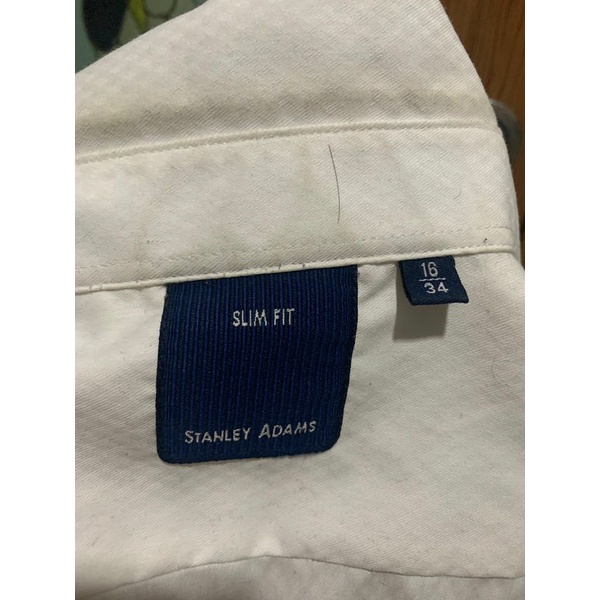 16
34
SLIM FIT
STANLEY ADAMS